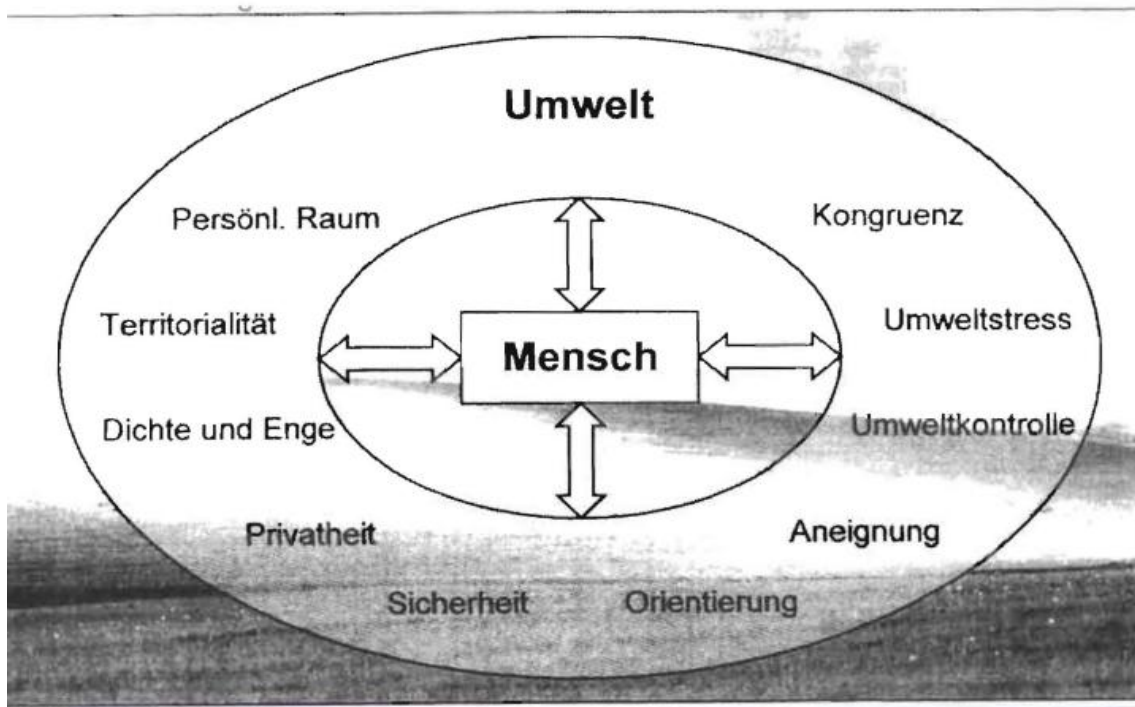 Umwelt
Persönl. Raum
Kongruenz
Territorialität
Umweltstress
Mensch
Dichte und Enge
Umweltkontrolle
Privatheit
Aneignung
Sicherheit
Orientierung